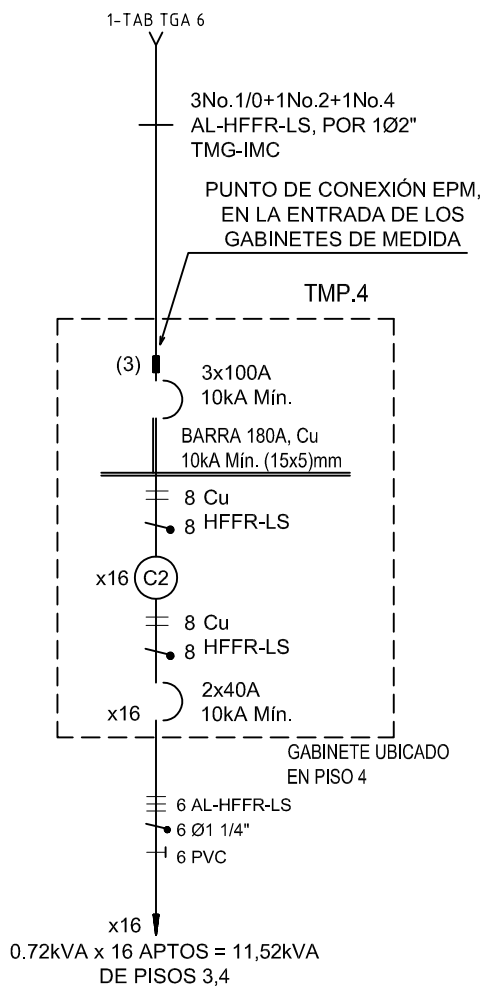 1-TAB TGA 6
3No.1/0+1No.2+1No.4
AL-HFFR-LS, POR 1Ø2"
TMG-IMC
PUNTO DE CONEXIÓN EPM,
EN LA ENTRADA DE LOS
GABINETES DE MEDIDA
TMP.4
(3)
3x100A
10kA Mín.
BARRA 180A, Cu
10kA Mín. (15x5)mm
8 Cu
8 HFFR-LS
x16 C2
8 Cu
8 HFFR-LS
2x40A
x16 10kA Mín.
GABINETE UBICADO
EN PISO 4
6 AL-HFFR-LS
6 Ø1 1/4"
6 PVC
x16
0.72kVA x 16 APTOS = 11,52kVA
DE PISOS 3,4